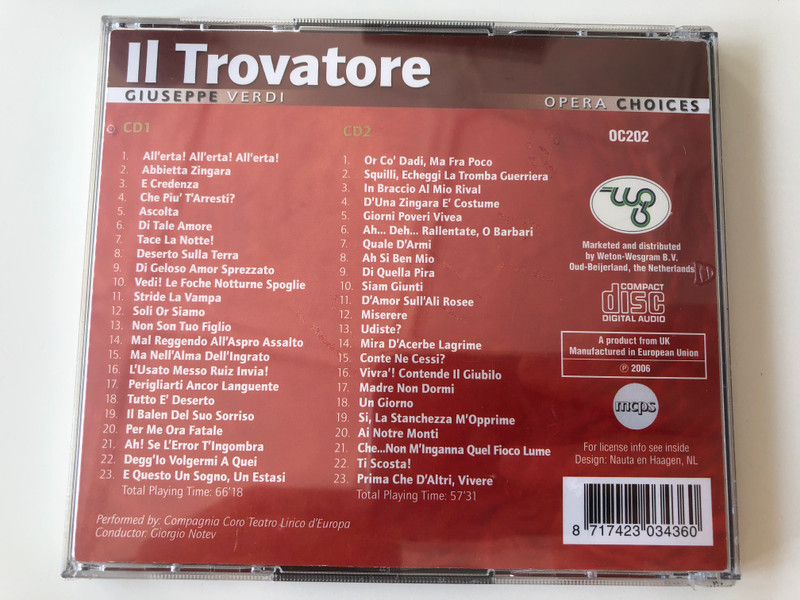 Il Trovatore
GIUSEPPE VERDI
OPERA CHOICES
CD1
1. All'erta! All'erta! All'erta!
2. Abbietta Zingara
3. E Credenza
4. Che Piu' T'Arresti?
5. Ascolta
6. Di Tale Amore
7. Tace La Notte!
8. Deserto Sulla Terra
9. Di Geloso Amor Sprezzato
10. Vedi! Le Foche Notturne Spoglie
11. Stride La Vampa
12. Soli Or Siamo
13. Non Son Tuo Figlio
14. Mal Reggendo All'Aspro Assalto
15. Ma Nell'Alma Dell'Ingrato
16. L'Usato Messo Ruiz Invia!
17. Perigliarti Ancor Languente
18. Tutto E' Deserto
19. Il Balen Del Suo Sorriso
20. Per Me Ora Fatale
21. Ah! Se L'Error T'Ingombra
22. Degg'Io Volgermi A Quei
23. E Questo Un Sogno, Un Estasi
Total Playing Time: 66'18
CD2
1. Or Co' Dadi, Ma Fra Poco
2. Squilli, Echeggi La Tromba Guerriera
3. In Braccio Al Mio Rival
4. D'Una Zingara E' Costume
5. Giorni Poveri Vivea
6. Ah... Deh... Rallentate, O Barbari
7. Quale D'Armi
8. Ah Si Ben Mio
9. Di Quella Pira
10. Siam Giunti
11. D'Amor Sull'Ali Rosee
12. Miserere
13. Udiste?
14. Mira D'Acerbe Lagrime
15. Conte Ne Cessi?
16. Vivra'! Contende Il Giubilo
17. Madre Non Dormi
18. Un Giorno
19. Si, La Stanchezza M'Opprime
20. Ai Notre Monti
21. Che...Non M'Inganna Quel Fioco Lume
22. Ti Scosta!
23. Prima Che D'Altri, Vivere
Total Playing Time: 57'31
OC202
wgb
Marketed and distributed
by Weton-Wesgram B.V.
Oud-Beijerland, the Netherlands
COMPACT
disc
DIGITAL AUDIO
A product from UK
Manufactured in European Union
℗ 2006
mcps
For license info see inside
Design: Nauta en Haagen, NL
8 717423 034360
Performed by: Compagnia Coro Teatro Lirico d'Europa
Conductor: Giorgio Notev